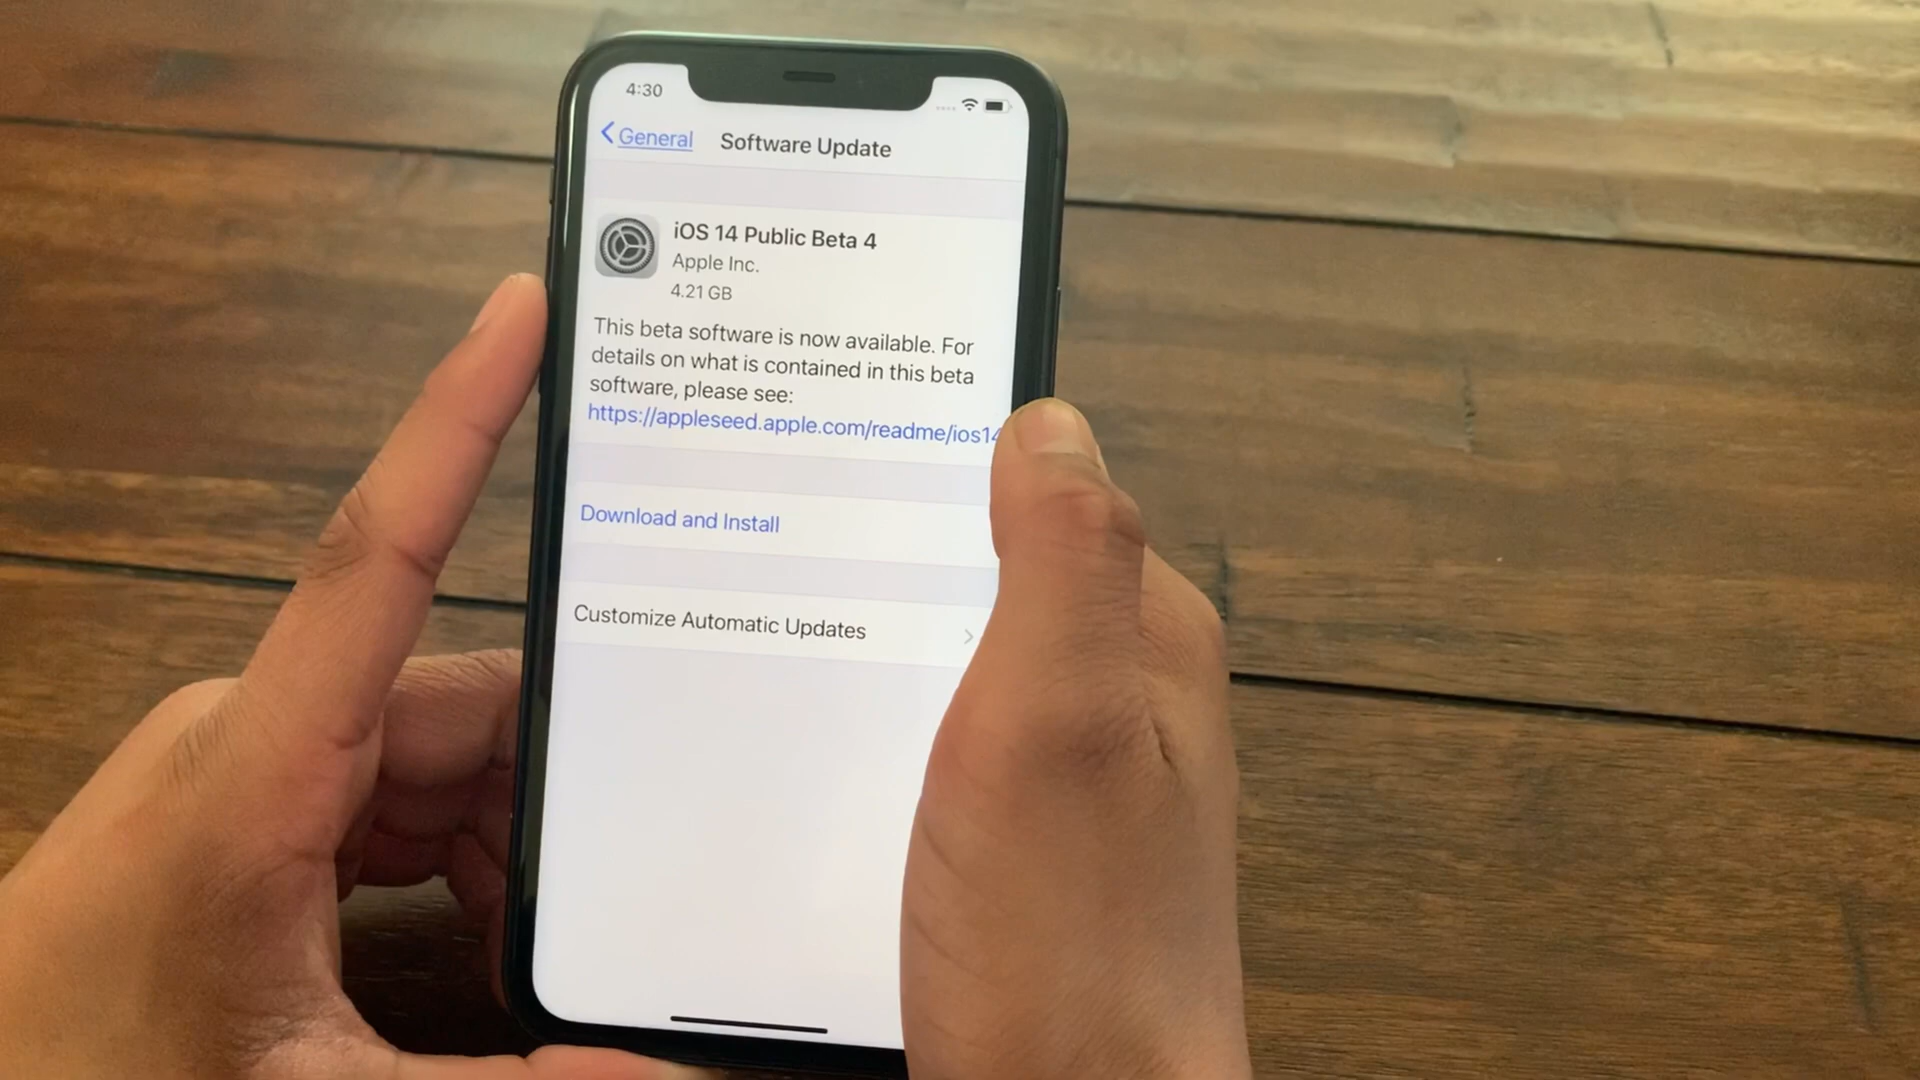 4:30
General
Software Update
iOS 14 Public Beta 4
Apple Inc.
4.21 GB
This beta software is now available. For
details on what is contained in this beta
software, please see:
https://appleseed.apple.com/readme/ios14
Download and Install
Customize Automatic Updates